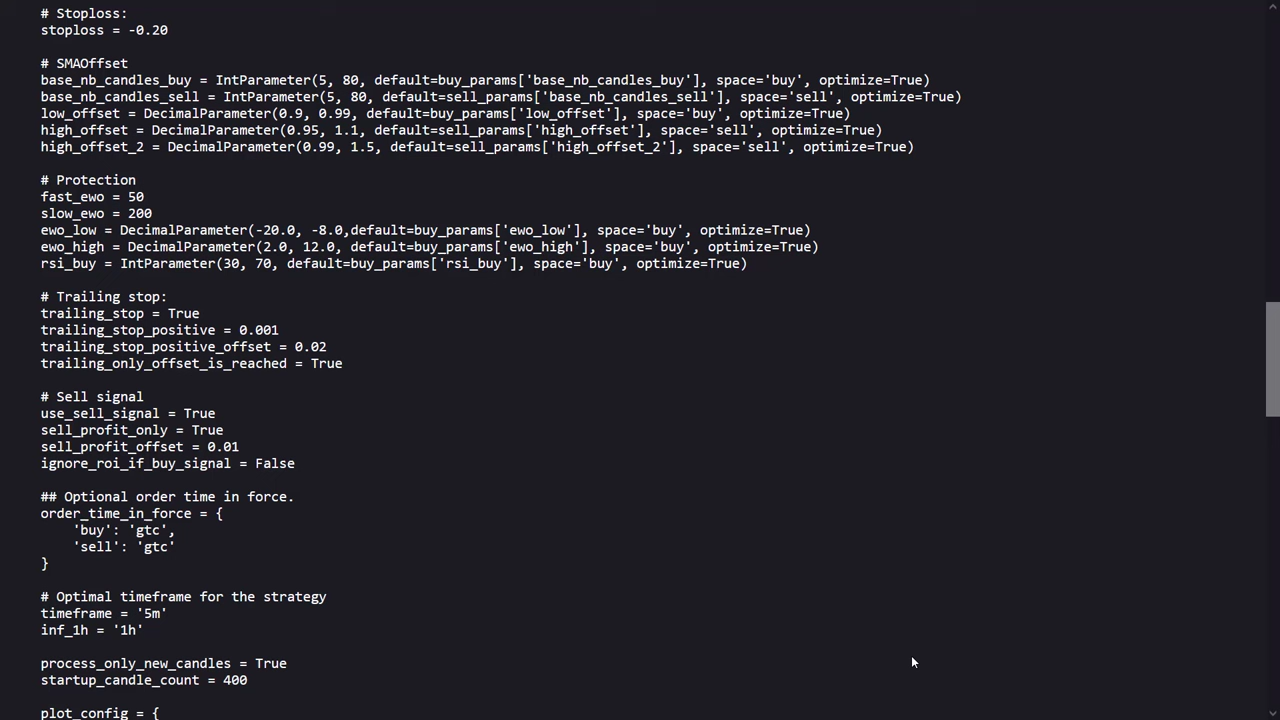 # Stoploss:
stoploss = -0.20
# SMAOffset
base_nb_candles_buy = IntParameter(5, 80, default=buy_params['base_nb_candles_buy'], space='buy', optimize=True)
base_nb_candles_sell = IntParameter(5, 80, default=sell_params['base_nb_candles_sell'], space='sell', optimize=True)
low_offset = DecimalParameter(0.9, 0.99, default=buy_params['low_offset'], space='buy', optimize=True)
high_offset = DecimalParameter(0.95, 1.1, default=sell_params['high_offset'], space='sell', optimize=True)
high_offset_2 = DecimalParameter(0.99, 1.5, default=sell_params['high_offset_2'], space='sell', optimize=True)
# Protection
fast_ewo = 50
slow_ewo = 200
ewo_low = DecimalParameter(-20.0, -8.0,default=buy_params['ewo_low'], space='buy', optimize=True)
ewo_high = DecimalParameter(2.0, 12.0, default=buy_params['ewo_high'], space='buy', optimize=True)
rsi_buy = IntParameter(30, 70, default=buy_params['rsi_buy'], space='buy', optimize=True)
# Trailing stop:
trailing_stop = True
trailing_stop_positive = 0.001
trailing_stop_positive_offset = 0.02
trailing_only_offset_is_reached = True
# Sell signal
use_sell_signal = True
sell_profit_only = True
sell_profit_offset = 0.01
ignore_roi_if_buy_signal = False
## Optional order time in force.
order_time_in_force = {
'buy': 'gtc',
'sell': 'gtc'
}
# Optimal timeframe for the strategy
timeframe = '5m'
inf_1h = '1h'
process_only_new_candles = True
startup_candle_count = 400
plot_config = {